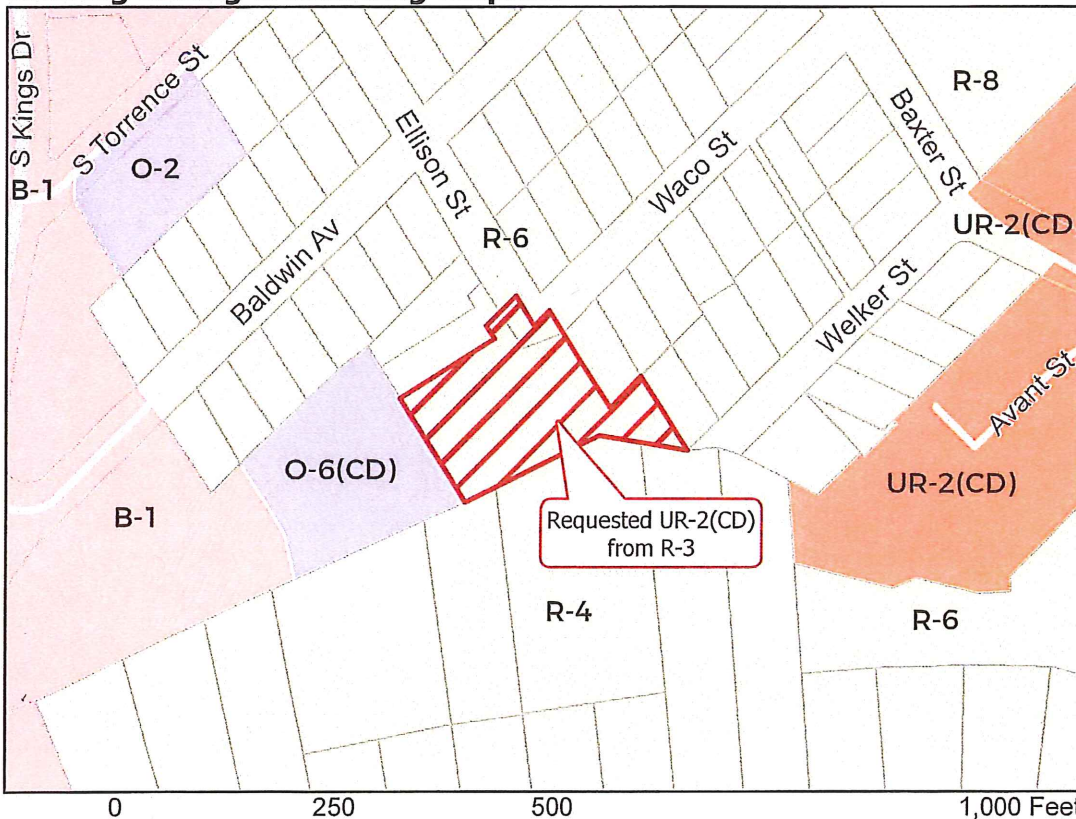 S Kings Dr
S Torrence St
B-1
O-2
Ellison St
R-6
Waco St
Baxter St
R-8
UR-2(CD
Baldwin Av
Welker St
Avant St
O-6(CD)
UR-2(CD)
B-1
Requested UR-2(CD)
from R-3
R-4
R-6
0 250 500 1,000 Feet